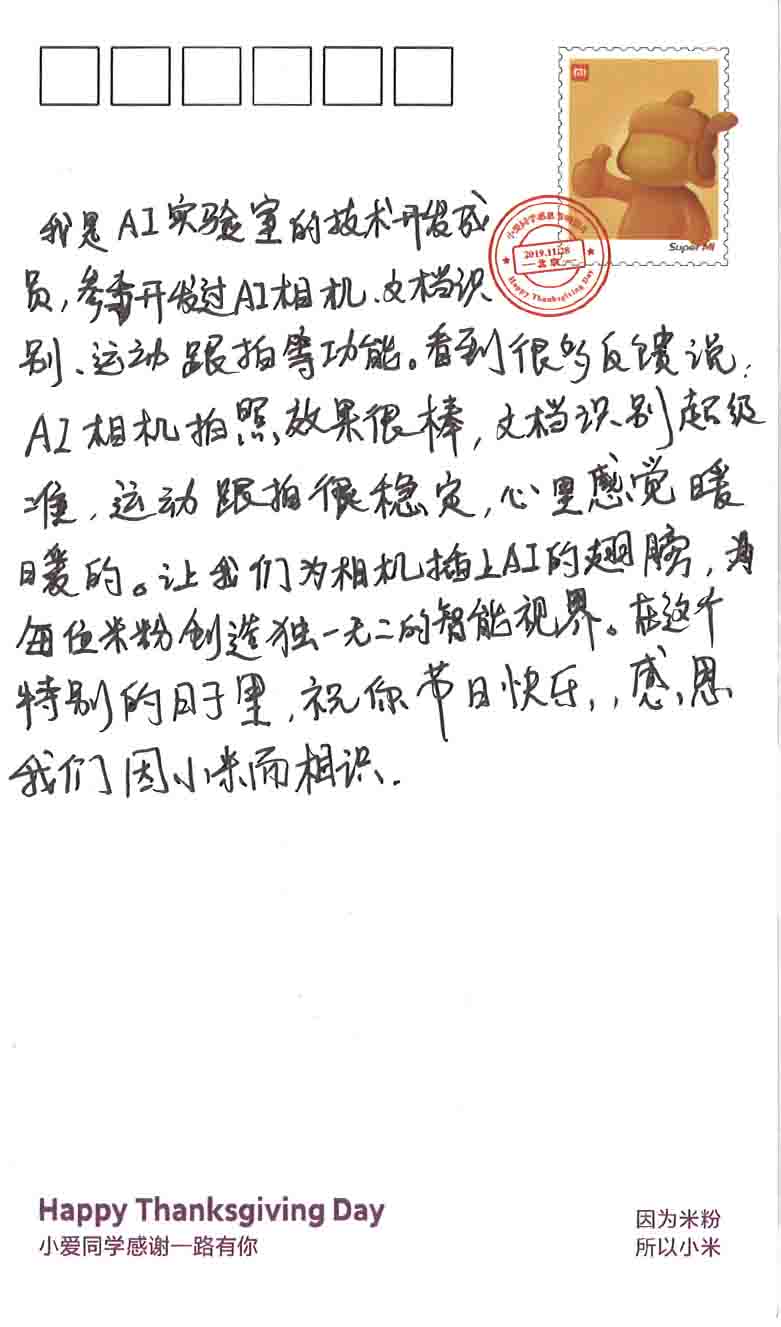 Super MI
小爱同学感恩
2019.11.28
北京
Happy Thanksgiving Day
我是AI实验室的技术开发成
员,参与开发过AI相机、文档识
别、运动跟拍等功能。看到很多反馈说:
AI相机拍照效果很棒,文档识别超级
准,运动跟拍很稳定,心里感觉暖
暖的。让我们为相机插上AI的翅膀,为
每位米粉创造独一无二的智能视界。在这个
特别的日子里,祝你节日快乐,,感恩
我们因小米而相识.
Happy Thanksgiving Day
小爱同学感谢一路有你
因为米粉
所以小米